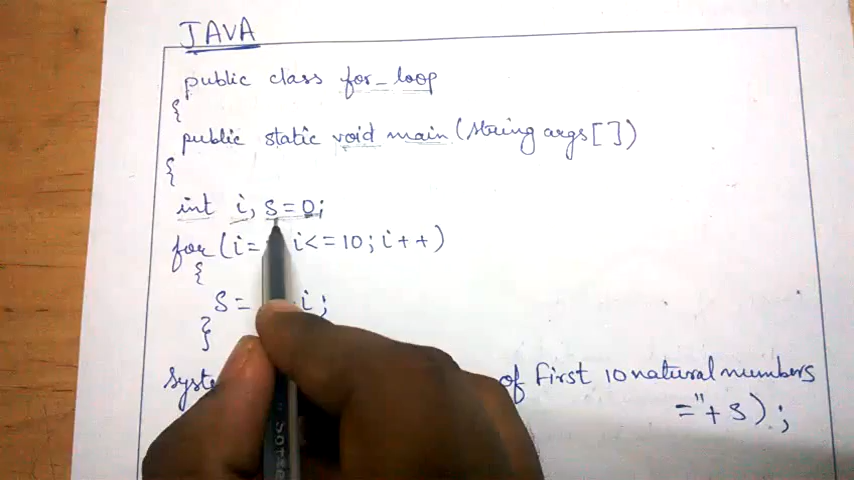 JAVA
public class for_loop
{
public static void main(string args[])
{
int i, s=0;
for(i= i<=10; i++)
{
s= i;
}
of First 10 natural numbers
="+s);